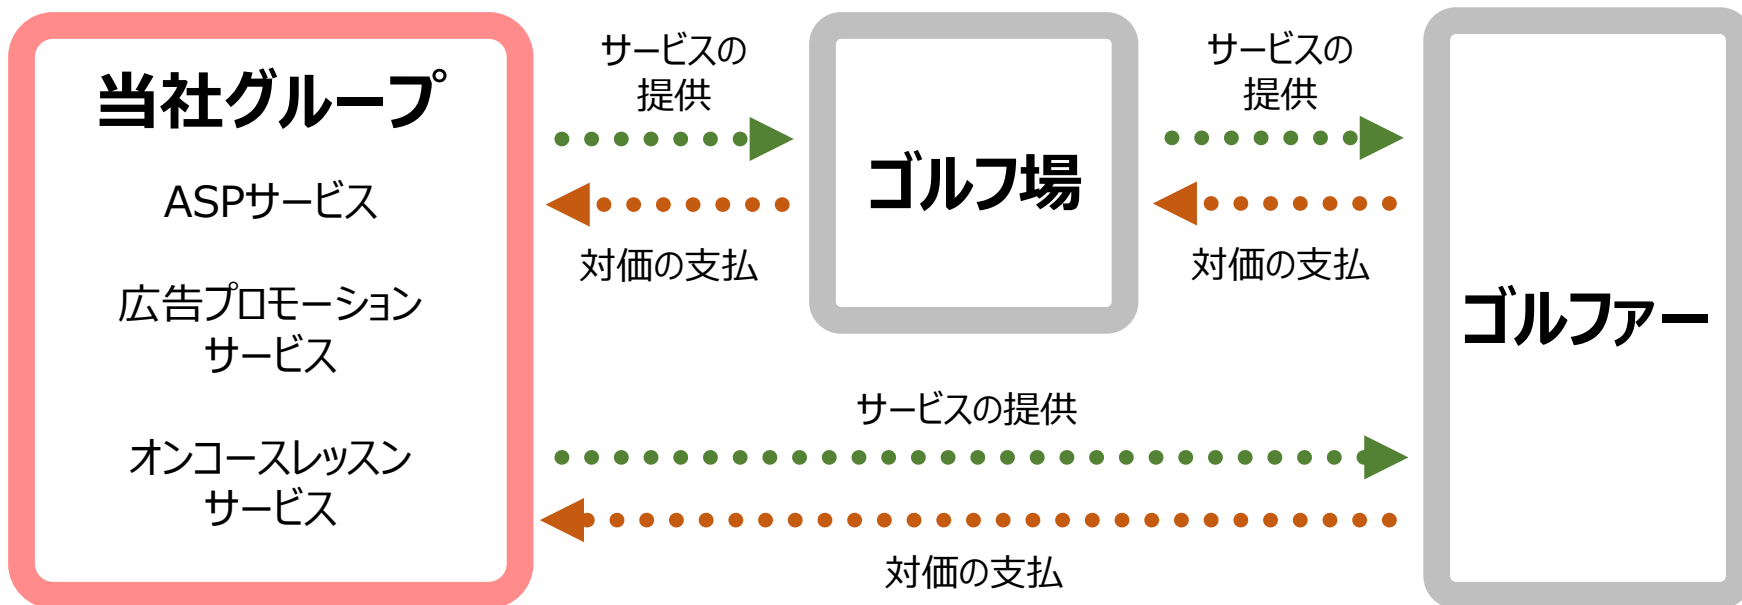 当社グループ
ASPサービス
広告プロモーション
サービス
オンコースレッスン
サービス
サービスの
提供
対価の支払
ゴルフ場
サービスの
提供
対価の支払
サービスの提供
対価の支払
ゴルファー